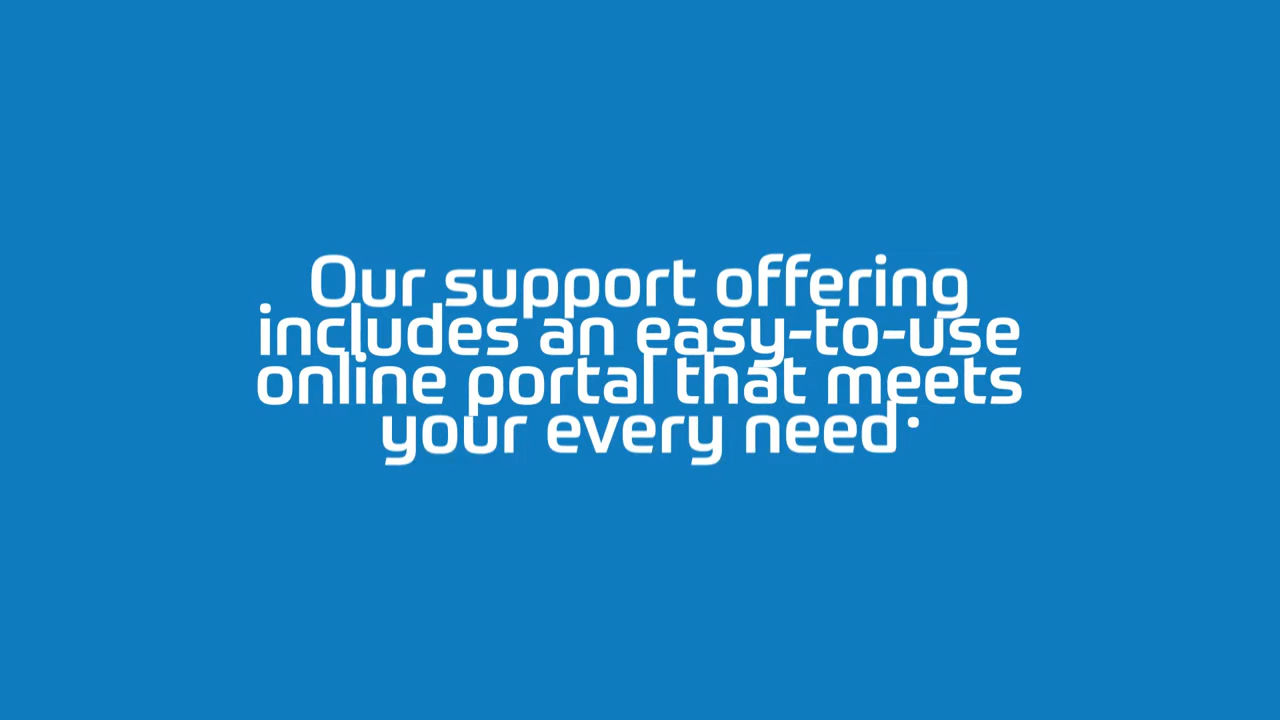 Our support offering
includes an easy-to-use
online portal that meets
your every need.